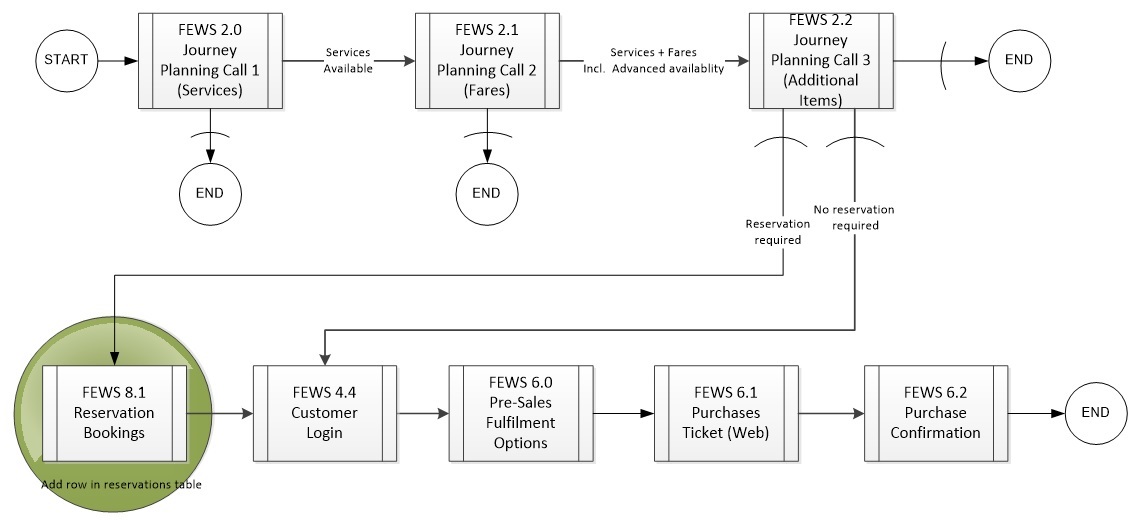 START
FEWS 2.0
Journey
Planning Call 1
(Services)
Services
Available
FEWS 2.1
Journey
Planning Call 2
(Fares)
Services + Fares
Incl.  Advanced availablity
FEWS 2.2
Journey
Planning Call 3
(Additional
Items)
END
END
END
Reservation
required
No reservation
required
FEWS 8.1
Reservation
Bookings
Add row in reservations table
FEWS 4.4
Customer
Login
FEWS 6.0
Pre-Sales
Fulfilment
Options
FEWS 6.1
Purchases
Ticket (Web)
FEWS 6.2
Purchase
Confirmation
END